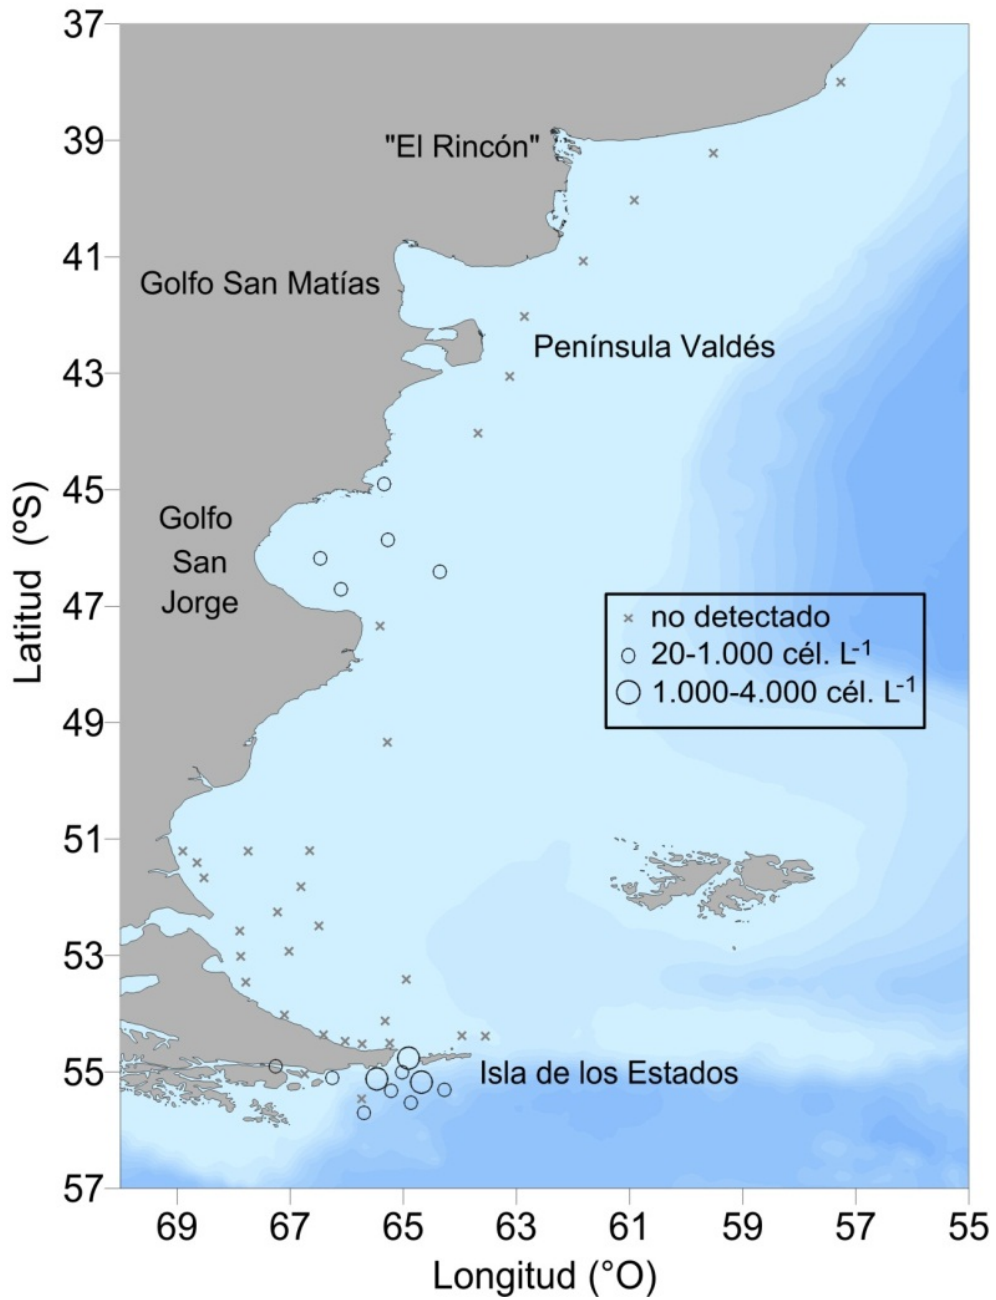 37
39
41
43
45
47
49
51
53
55
57
Latitud (ºS)
"El Rincón"
Golfo San Matías
Península Valdés
Golfo
San
Jorge
no detectado
20-1.000 cél. L-1
1.000-4.000 cél. L-1
Isla de los Estados
69
67
65
63
61
59
57
55
Longitud (°O)